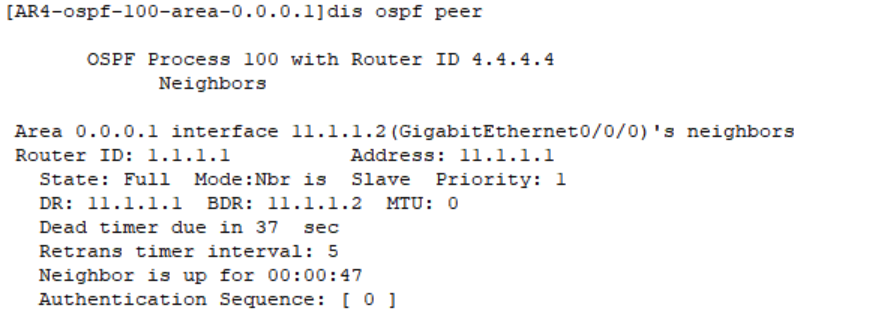 [AR4-ospf-100-area-0.0.0.1]dis ospf peer
OSPF Process 100 with Router ID 4.4.4.4
Neighbors
Area 0.0.0.1 interface 11.1.1.2(GigabitEthernet0/0/0)'s neighbors
Router ID: 1.1.1.1 Address: 11.1.1.1
State: Full Mode:Nbr is Slave Priority: 1
DR: 11.1.1.1 BDR: 11.1.1.2 MTU: 0
Dead timer due in 37 sec
Retrans timer interval: 5
Neighbor is up for 00:00:47
Authentication Sequence: [ 0 ]